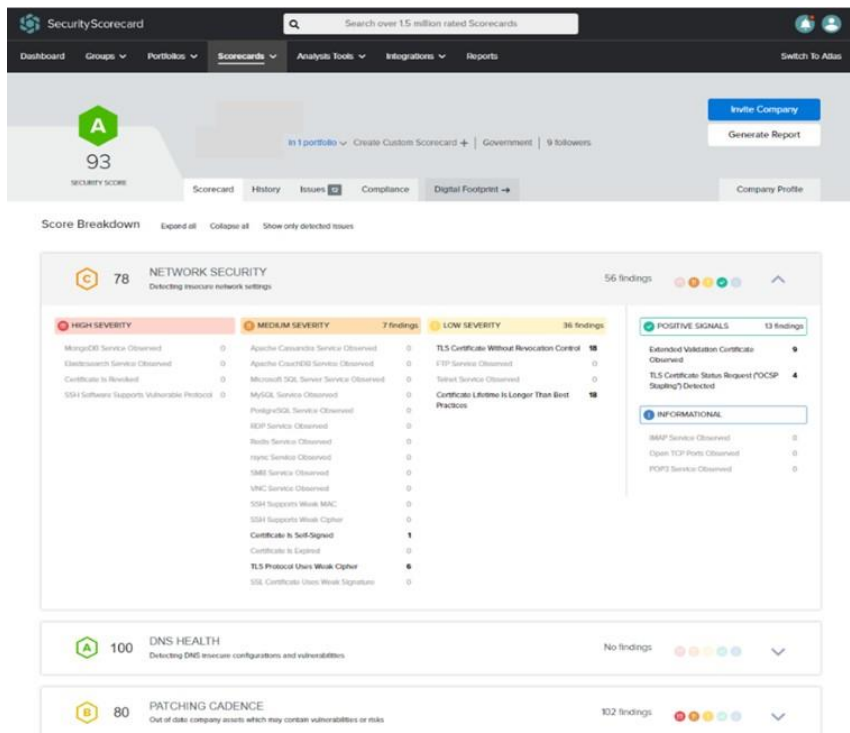 SecurityScorecard
Search over 1.5 million rated Scorecards
Dashboard Groups Portfolios Scorecards Analysis Tools Integrations Reports Switch To Atlas
A
93
SECURITY SCORE
In 1 portfolio Create Custom Scorecard + | Government | 9 followers
Invite Company
Generate Report
Scorecard History Issues 12 Compliance Digital Footprint → Company Profile
Score Breakdown Expand all Collapse all Show only detected issues
C 78 NETWORK SECURITY 56 findings
Detecting insecure network settings
HIGH SEVERITY
MongoDB Service Observed 0
Elasticsearch Service Observed 0
Certificate Is Revoked 0
SSH Software Supports Vulnerable Protocol 0
MEDIUM SEVERITY 7 findings
Apache Cassandra Service Observed 0
Apache CouchDB Service Observed 0
Microsoft SQL Server Service Observed 0
MySQL Service Observed 0
PostgreSQL Service Observed 0
RDP Service Observed 0
Redis Service Observed 0
rsync Service Observed 0
SMB Service Observed 0
VNC Service Observed 0
SSH Supports Weak MAC 0
SSH Supports Weak Cipher 0
Certificate Is Self-Signed 1
Certificate Is Expired 0
TLS Protocol Uses Weak Cipher 6
SSL Certificate Uses Weak Signature 0
LOW SEVERITY 36 findings
TLS Certificate Without Revocation Control 18
FTP Service Observed 0
Telnet Service Observed 0
Certificate Lifetime Is Longer Than Best 18
Practices
POSITIVE SIGNALS 13 findings
Extended Validation Certificate 9
Observed
TLS Certificate Status Request ("OCSP 4
Stapling") Detected
INFORMATIONAL
IMAP Service Observed 0
Open TCP Ports Observed 0
POP3 Service Observed 0
A 100 DNS HEALTH No findings
Detecting DNS insecure configurations and vulnerabilities
B 80 PATCHING CADENCE 102 findings
Out of date company assets which may contain vulnerabilities or risks